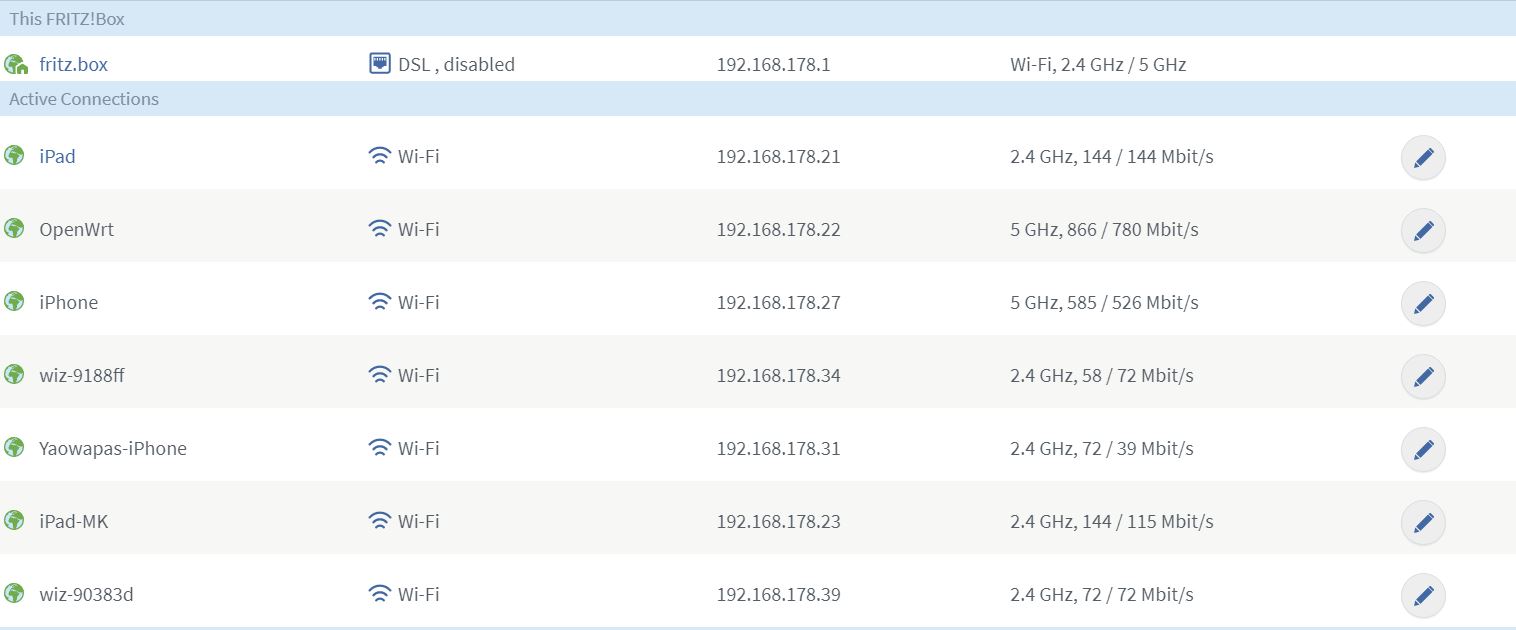 This FRITZ!Box
fritz.box DSL , disabled 192.168.178.1 Wi-Fi, 2.4 GHz / 5 GHz
Active Connections
iPad Wi-Fi 192.168.178.21 2.4 GHz, 144 / 144 Mbit/s
OpenWrt Wi-Fi 192.168.178.22 5 GHz, 866 / 780 Mbit/s
iPhone Wi-Fi 192.168.178.27 5 GHz, 585 / 526 Mbit/s
wiz-9188ff Wi-Fi 192.168.178.34 2.4 GHz, 58 / 72 Mbit/s
Yaowapas-iPhone Wi-Fi 192.168.178.31 2.4 GHz, 72 / 39 Mbit/s
iPad-MK Wi-Fi 192.168.178.23 2.4 GHz, 144 / 115 Mbit/s
wiz-90383d Wi-Fi 192.168.178.39 2.4 GHz, 72 / 72 Mbit/s